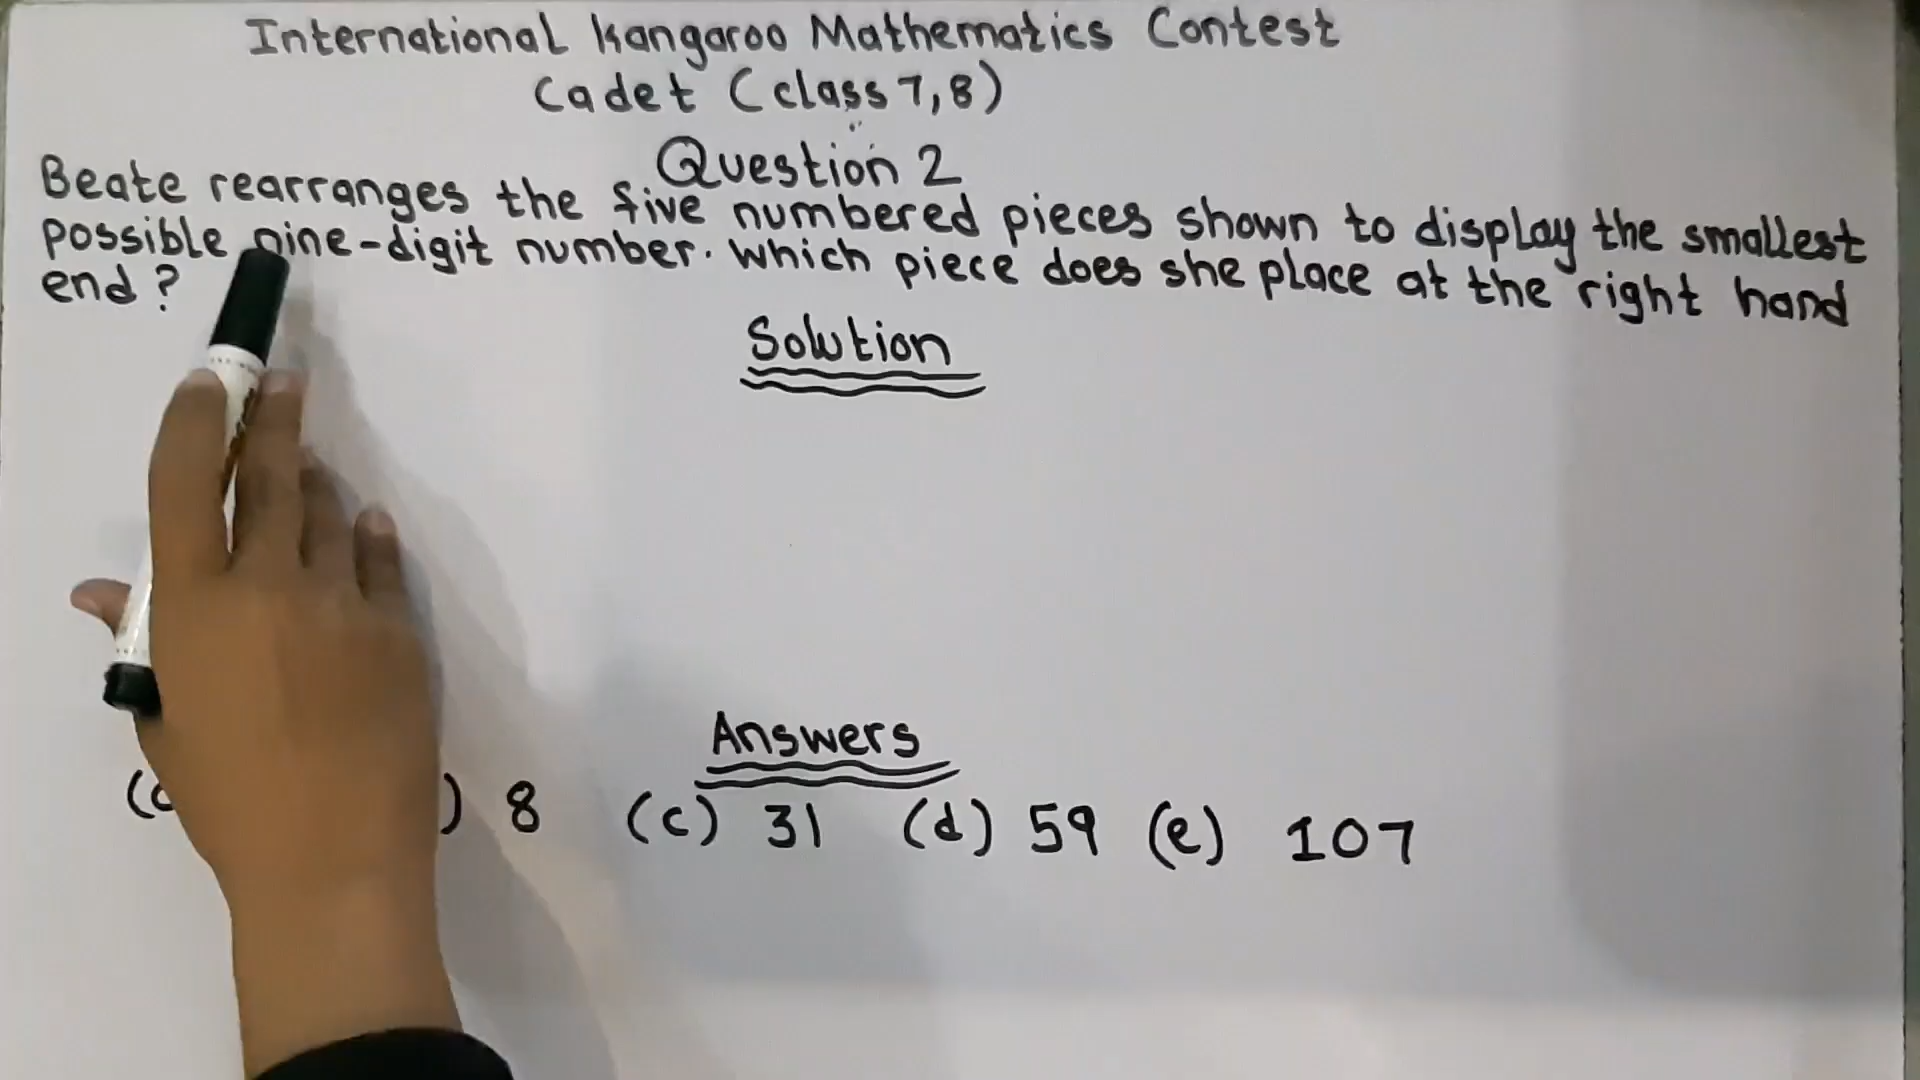 International Kangaroo Mathematics Contest
Cadet (class 7,8)
Question 2
Beate rearranges the five numbered pieces shown to display the smallest
possible nine-digit number. Which piece does she place at the right hand
end?
Solution
Answers
( ) 8 (c) 31 (d) 59 (e) 107